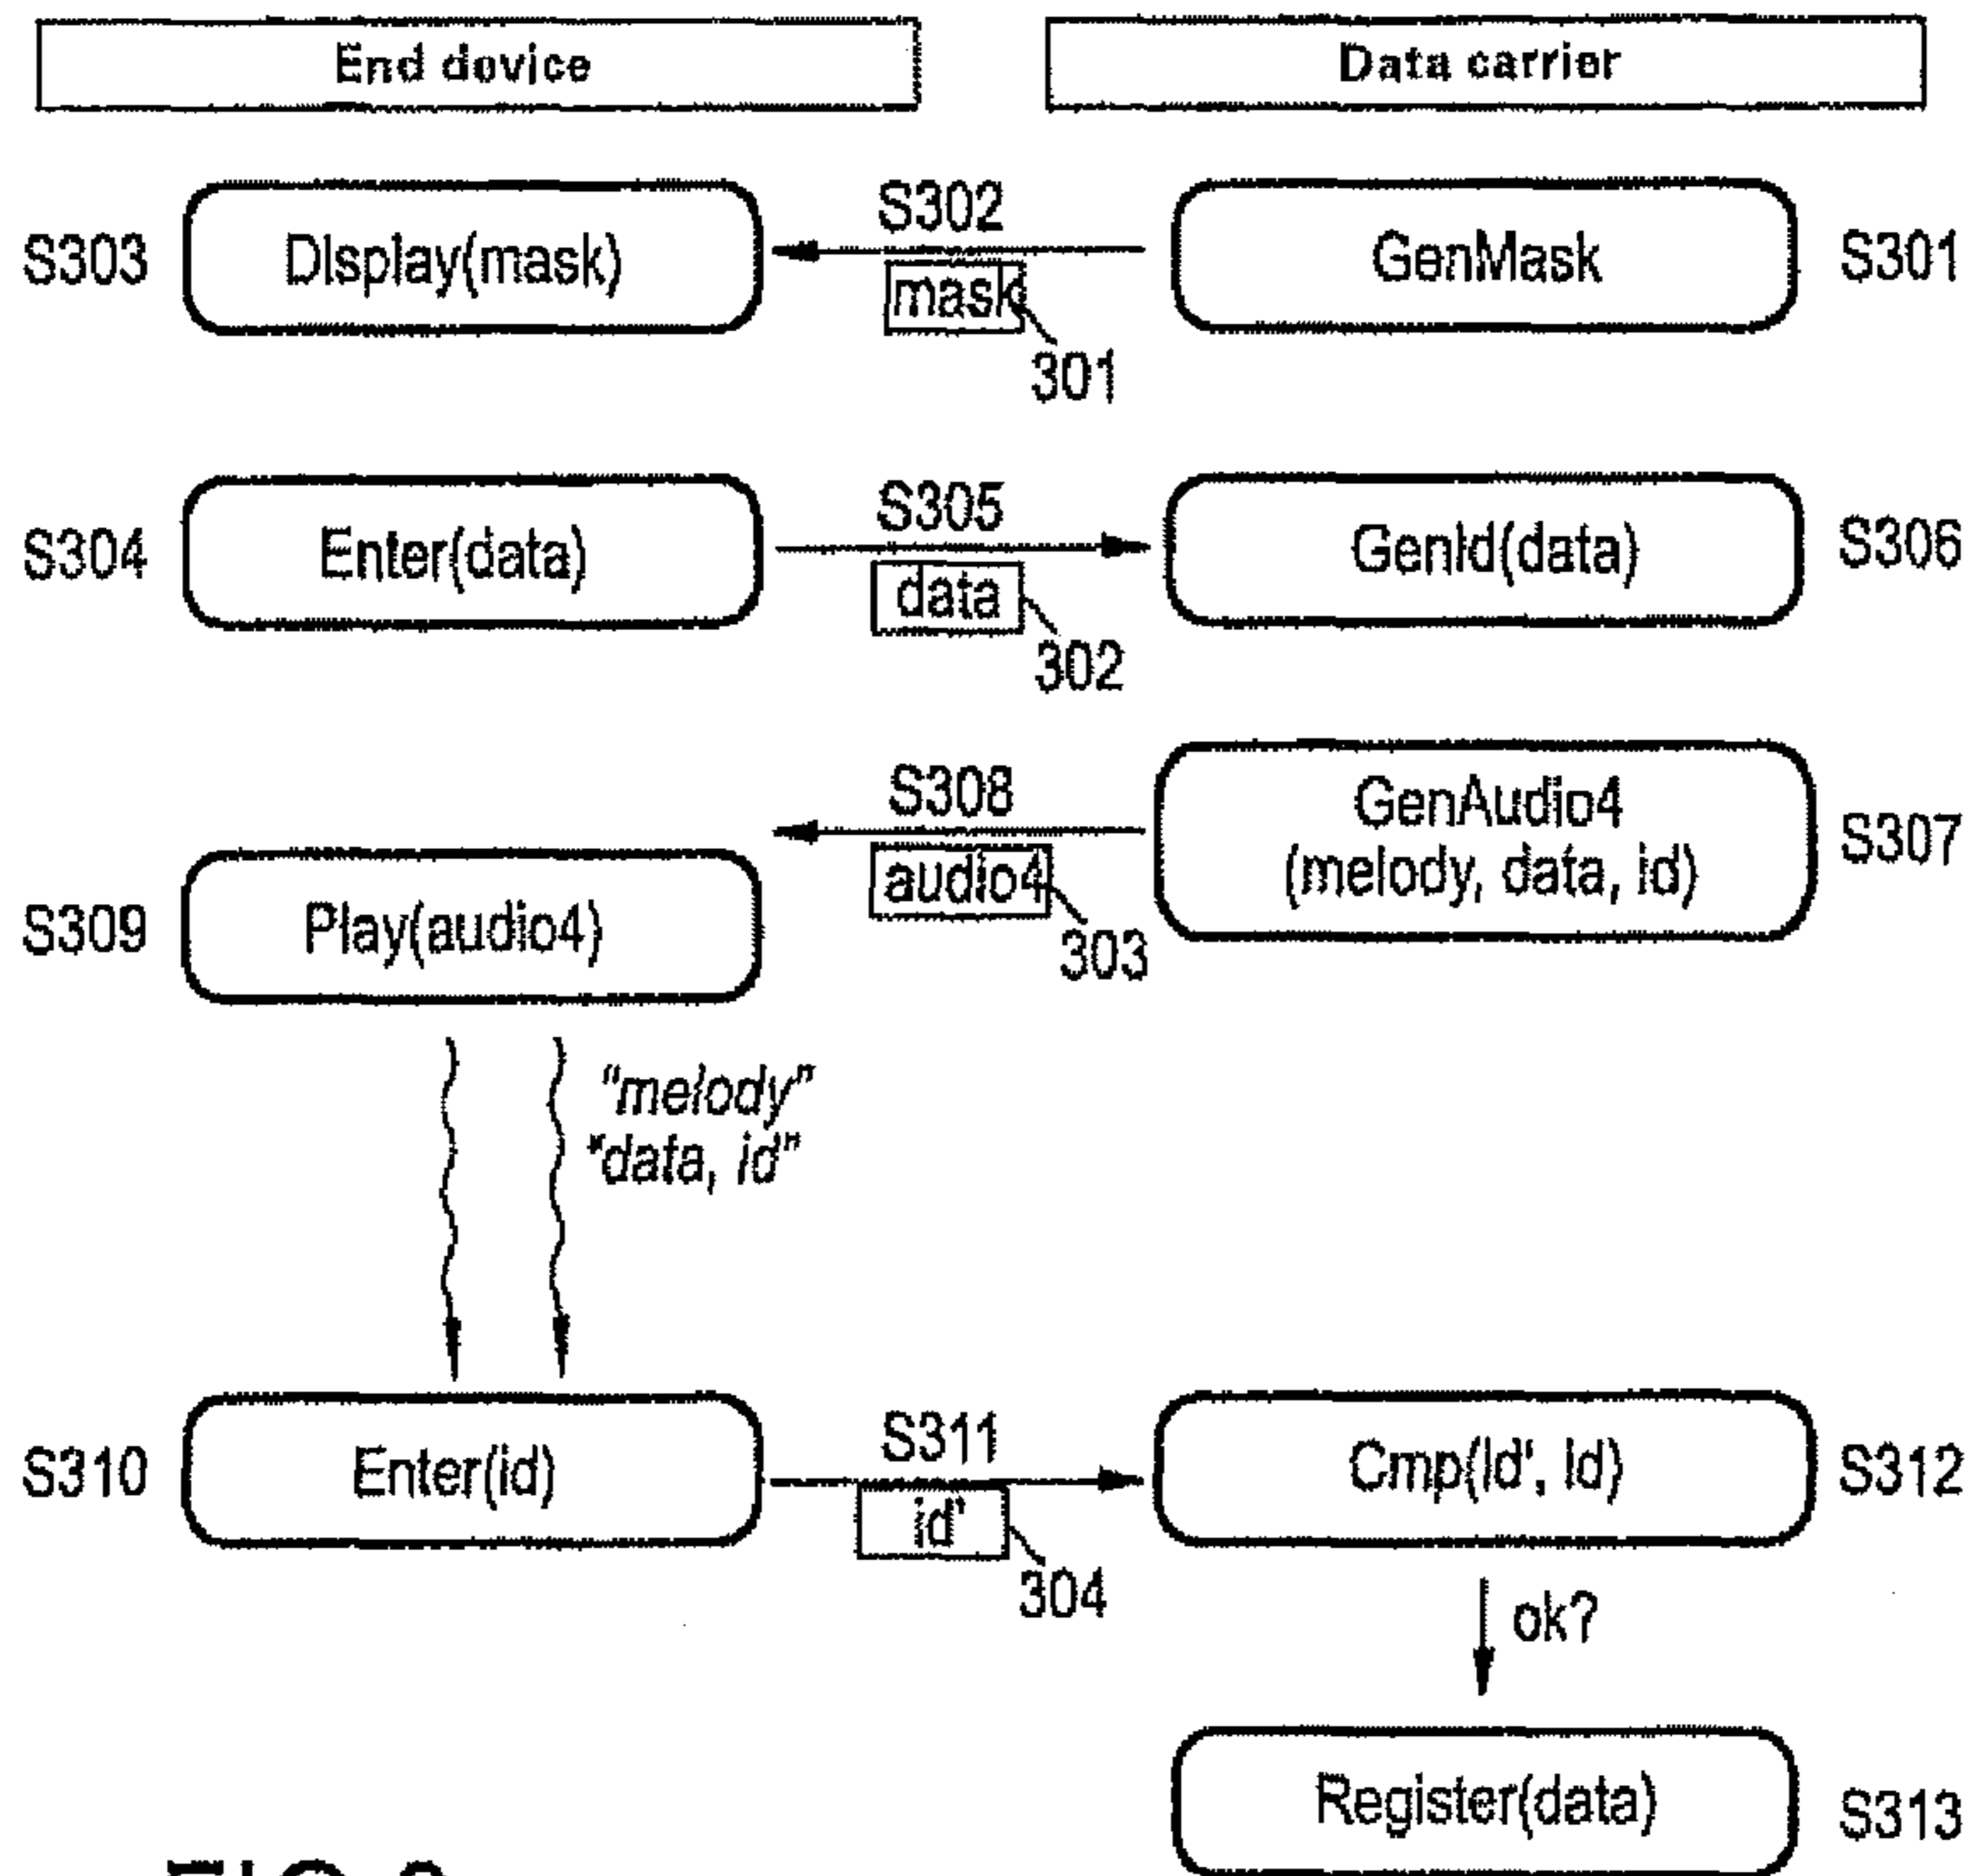 End device
Data carrier
S303
Display(mask)
S302
mask
301
GenMask
S301
S304
Enter(data)
S305
data
302
GenId(data)
S306
S309
Play(audio4)
S308
audio4
303
GenAudio4
(melody, data, id)
S307
"melody"
"data, id"
S310
Enter(id)
S311
id'
304
Cmp(id', id)
S312
ok?
Register(data)
S313